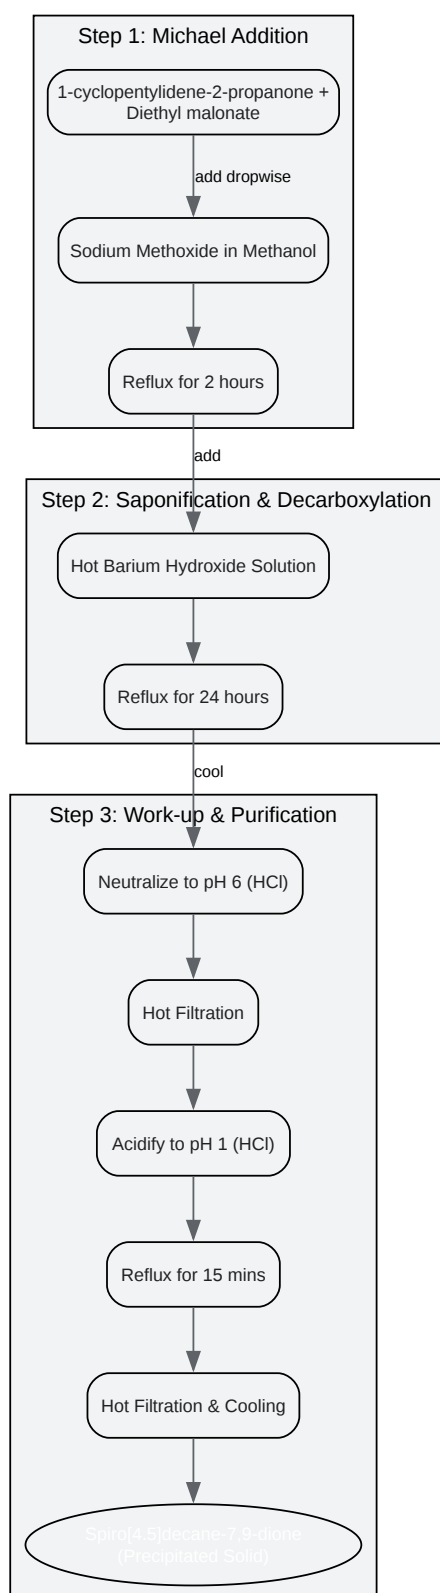 Step 1: Michael Addition
1-cyclopentylidene-2-propanone +
Diethyl malonate
add dropwise
Sodium Methoxide in Methanol
Reflux for 2 hours
add
Step 2: Saponification & Decarboxylation
Hot Barium Hydroxide Solution
Reflux for 24 hours
cool
Step 3: Work-up & Purification
Neutralize to pH 6 (HCl)
Hot Filtration
Acidify to pH 1 (HCl)
Reflux for 15 mins
Hot Filtration & Cooling
Spiro[4.5]decane-7,9-dione
(Precipitated Solid)